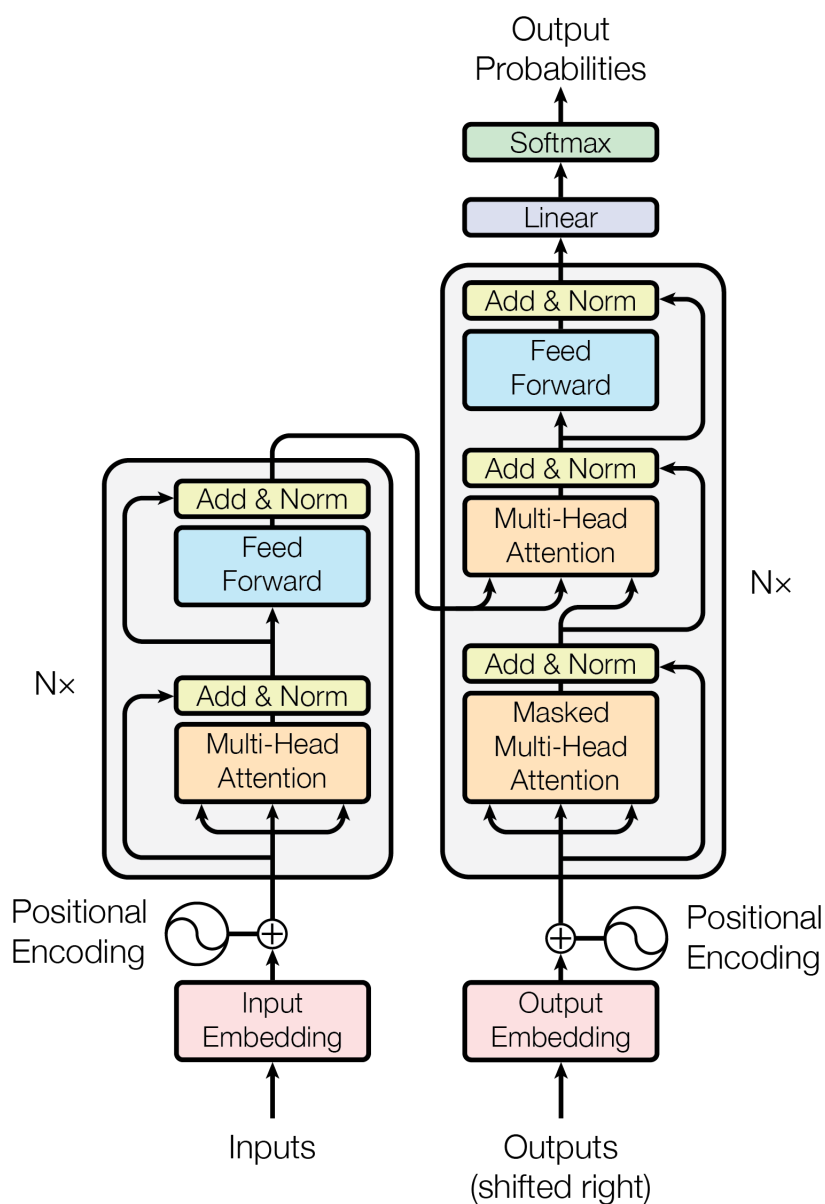 Output
Probabilities
Softmax
Linear
Add & Norm
Feed
Forward
Add & Norm
Multi-Head
Attention
Add & Norm
Masked
Multi-Head
Attention
N×
Add & Norm
Feed
Forward
Add & Norm
Multi-Head
Attention
N×
Positional
Encoding
Positional
Encoding
Input
Embedding
Output
Embedding
Inputs
Outputs
(shifted right)